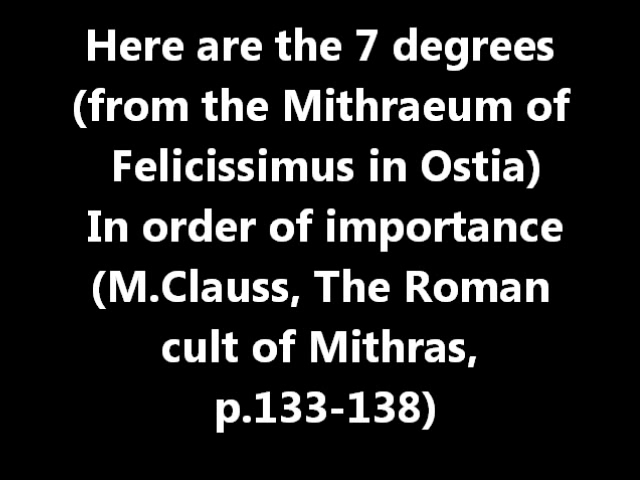 Here are the 7 degrees
(from the Mithraeum of
Felicissimus in Ostia)
In order of importance
(M.Clauss, The Roman
cult of Mithras,
p.133-138)